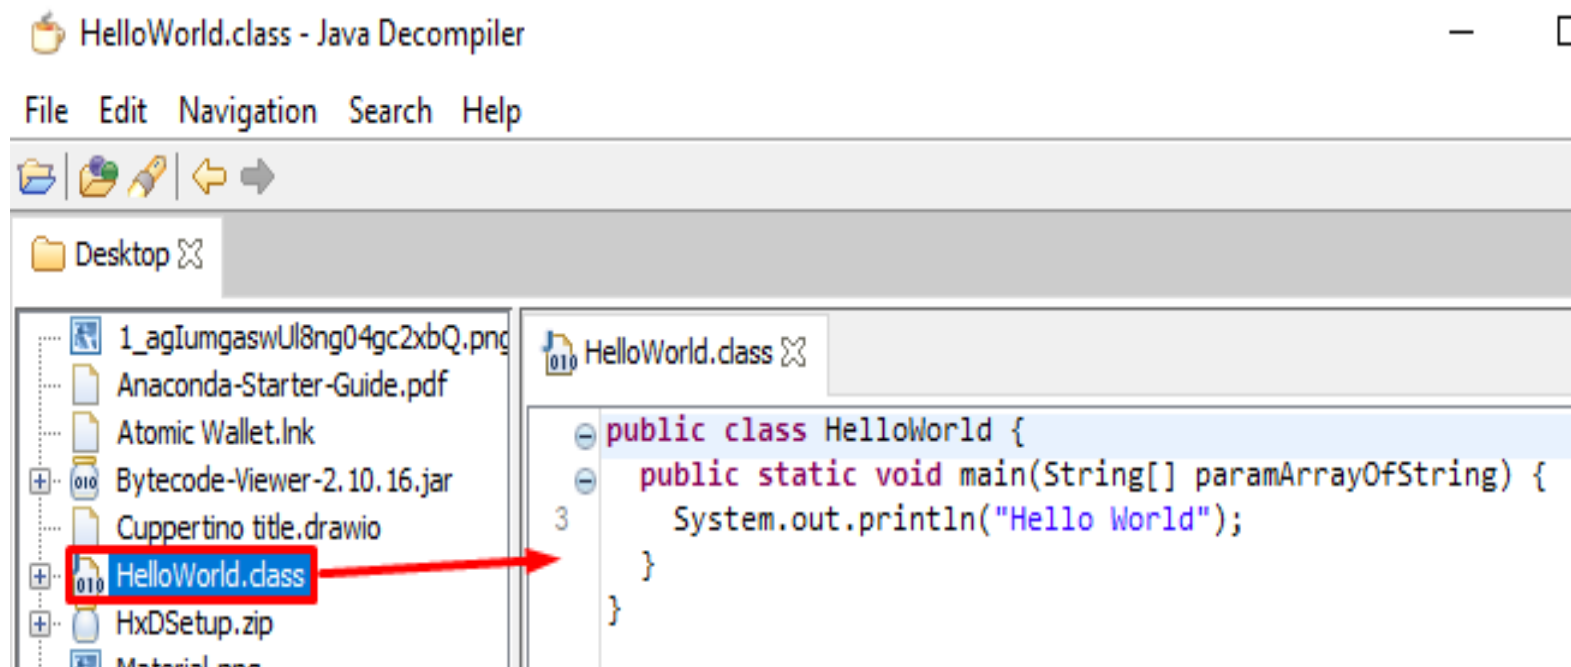 HelloWorld.class - Java Decompiler
File Edit Navigation Search Help
Desktop
1_agIumgaswUl8ng04gc2xbQ.png
Anaconda-Starter-Guide.pdf
Atomic Wallet.lnk
Bytecode-Viewer-2.10.16.jar
Cuppertino title.drawio
HelloWorld.class
HxDSetup.zip
Material.png
HelloWorld.class
public class HelloWorld {
public static void main(String[] paramArrayOfString) {
3 System.out.println("Hello World");
}
}